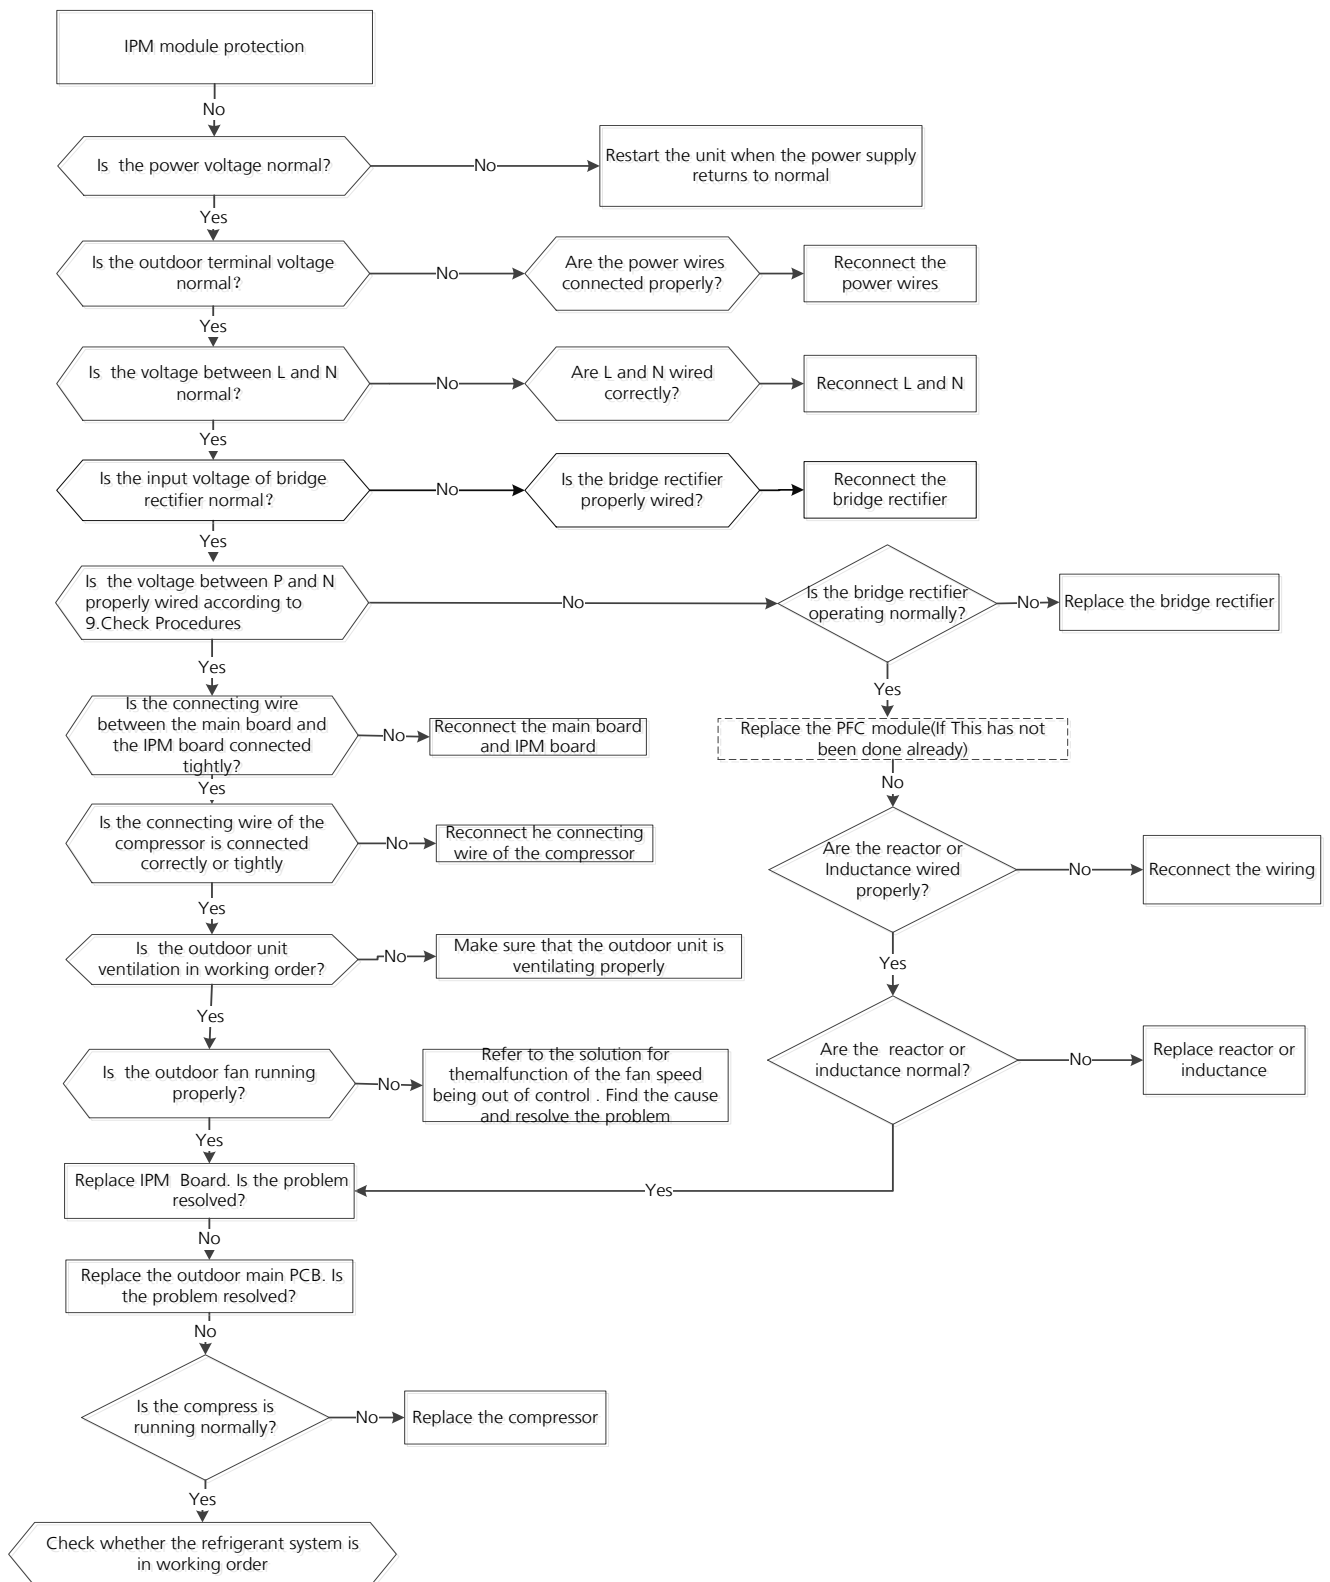 IPM module protection
No
Is the power voltage normal?
No
Restart the unit when the power supply
returns to normal
Yes
Is the outdoor terminal voltage
normal?
No
Are the power wires
connected properly?
Reconnect the
power wires
Yes
Is the voltage between L and N
normal?
No
Are L and N wired
correctly?
Reconnect L and N
Yes
Is the input voltage of bridge
rectifier normal?
No
Is the bridge rectifier
properly wired?
Reconnect the
bridge rectifier
Yes
Is the voltage between P and N
properly wired according to
9.Check Procedures
No
Is the bridge rectifier
operating normally?
No
Replace the bridge rectifier
Yes
Yes
Is the connecting wire
between the main board and
the IPM board connected
tightly?
No
Reconnect the main board
and IPM board
Replace the PFC module(If This has not
been done already)
Yes
No
Is the connecting wire of the
compressor is connected
correctly or tightly
No
Reconnect he connecting
wire of the compressor
Are the reactor or
Inductance wired
properly?
No
Reconnect the wiring
Yes
Is the outdoor unit
ventilation in working order?
No
Make sure that the outdoor unit is
ventilating properly
Yes
Yes
Is the outdoor fan running
properly?
No
Refer to the solution for
themalfunction of the fan speed
being out of control . Find the cause
and resolve the problem
Are the reactor or
inductance normal?
No
Replace reactor or
inductance
Yes
Replace IPM Board. Is the problem
resolved?
Yes
No
Replace the outdoor main PCB. Is
the problem resolved?
No
Is the compress is
running normally?
No
Replace the compressor
Yes
Check whether the refrigerant system is
in working order